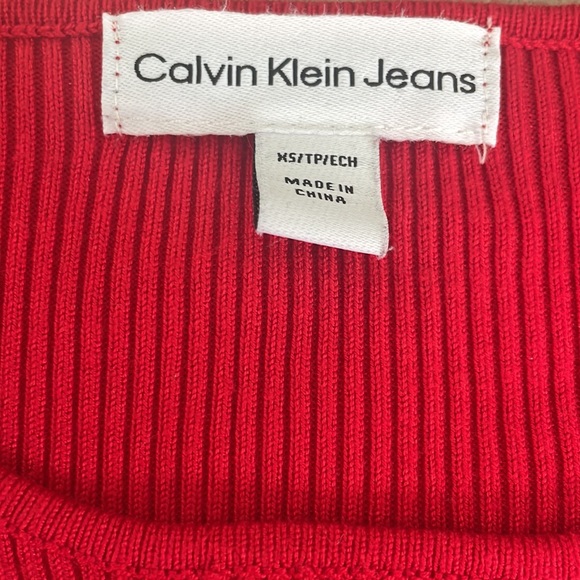 Calvin Klein Jeans
XS/TP/ECH
MADE IN
CHINA